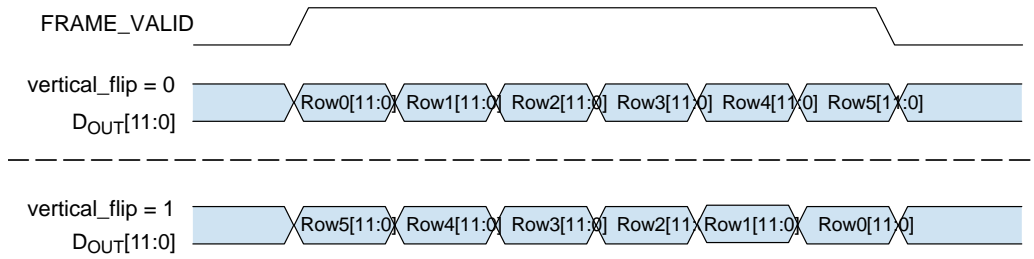 FRAME_VALID
vertical_flip = 0
Row0[11:0] Row1[11:0] Row2[11:0] Row3[11:0] Row4[11:0] Row5[11:0]
DOUT[11:0]
vertical_flip = 1
Row5[11:0] Row4[11:0] Row3[11:0] Row2[11:0] Row1[11:0] Row0[11:0]
DOUT[11:0]